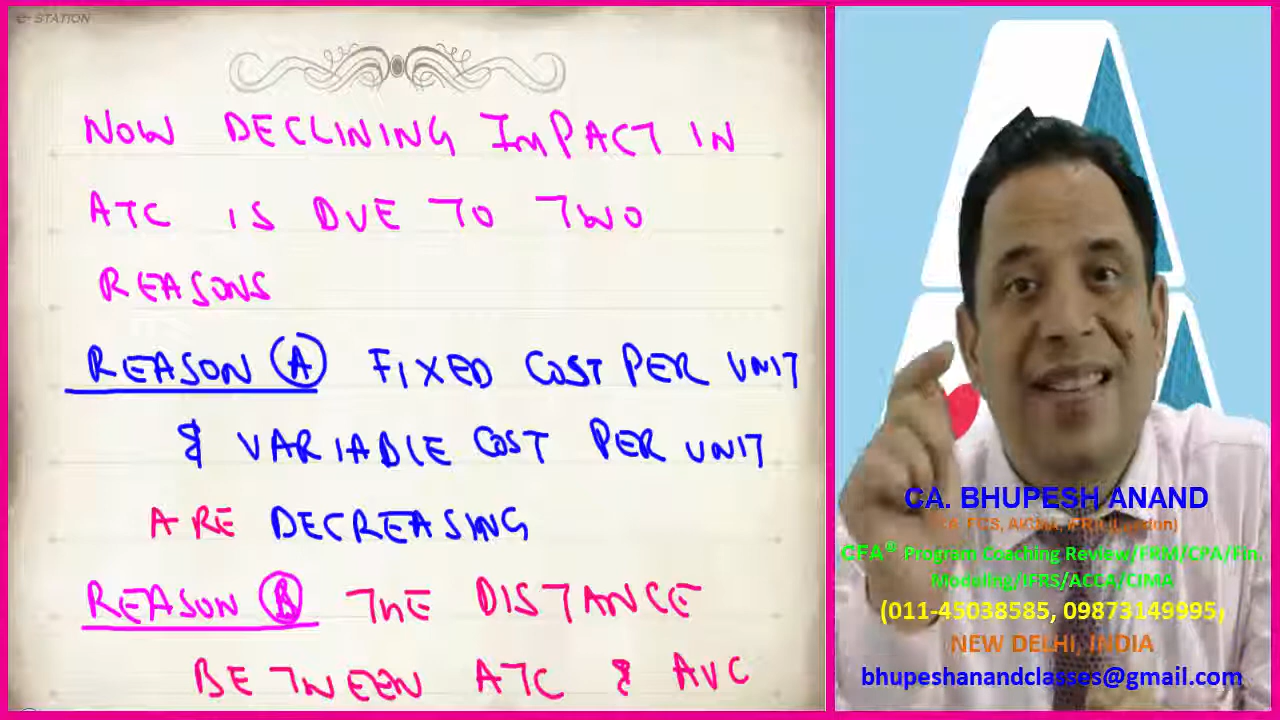 e- STATION
NOW DECLINING IMPACT IN
ATC IS DUE TO TWO
REASONS
REASON A FIXED COST PER UNIT
& VARIABLE COST PER UNIT
ARE DECREASING
REASON B THE DISTANCE
BETWEEN ATC & AVC
CA. BHUPESH ANAND
CFA® Program Coaching Review/FRM/CPA/Fin.
Modeling/IFRS/ACCA/CIMA
(011-45038585, 09873149995,
NEW DELHI, INDIA
bhupeshanandclasses@gmail.com